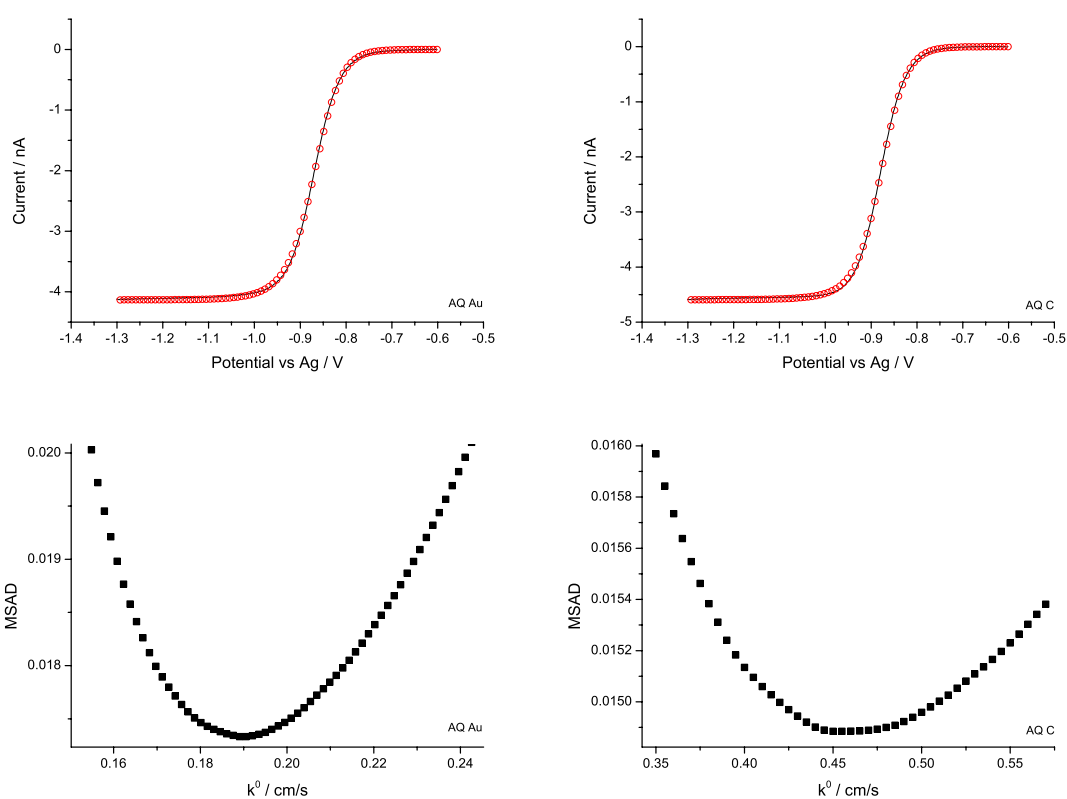 0
-1
-2
-3
-4
Current / nA
AQ Au
-1.4 -1.3 -1.2 -1.1 -1.0 -0.9 -0.8 -0.7 -0.6 -0.5
Potential vs Ag / V
0
-1
-2
-3
-4
-5
Current / nA
AQ C
-1.4 -1.3 -1.2 -1.1 -1.0 -0.9 -0.8 -0.7 -0.6 -0.5
Potential vs Ag / V
0.020
0.019
0.018
MSAD
AQ Au
0.16 0.18 0.20 0.22 0.24
k⁰ / cm/s
0.0160
0.0158
0.0156
0.0154
0.0152
0.0150
MSAD
AQ C
0.35 0.40 0.45 0.50 0.55
k⁰ / cm/s